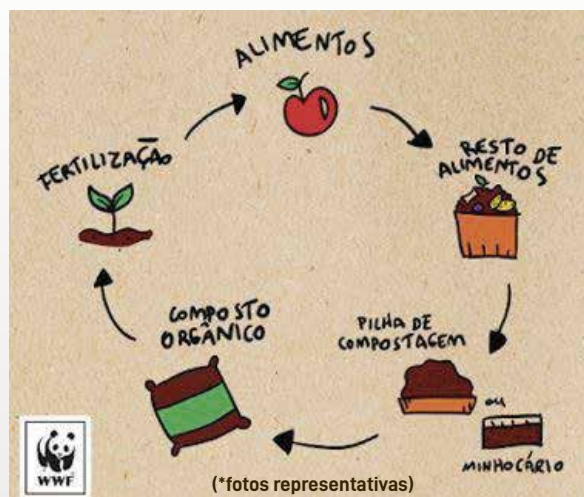 ALIMENTOS
RESTO DE
ALIMENTOS
PILHA DE
COMPOSTAGEM
ou
MINHOCÁRIO
COMPOSTO
ORGÂNICO
FERTILIZAÇÃO
WWF
(*fotos representativas)